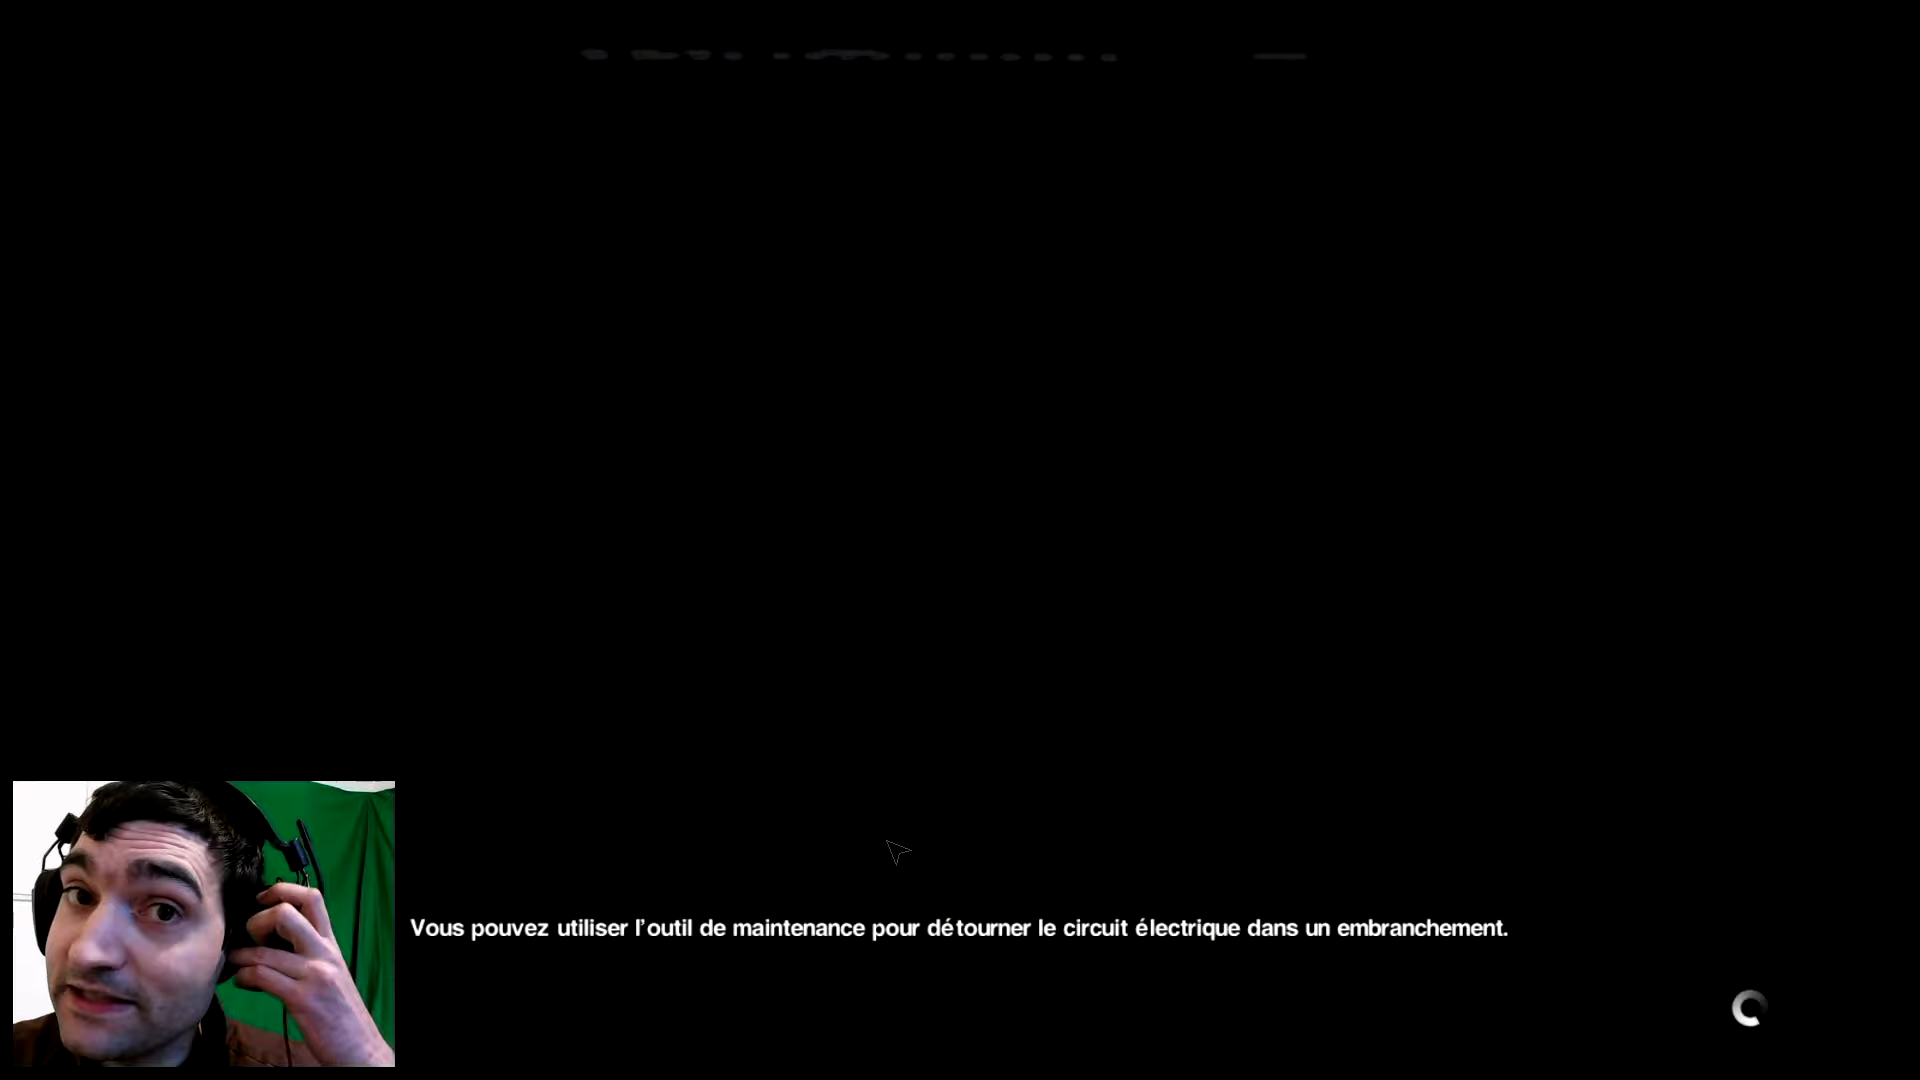 Vous pouvez utiliser l’outil de maintenance pour détourner le circuit électrique dans un embranchement.